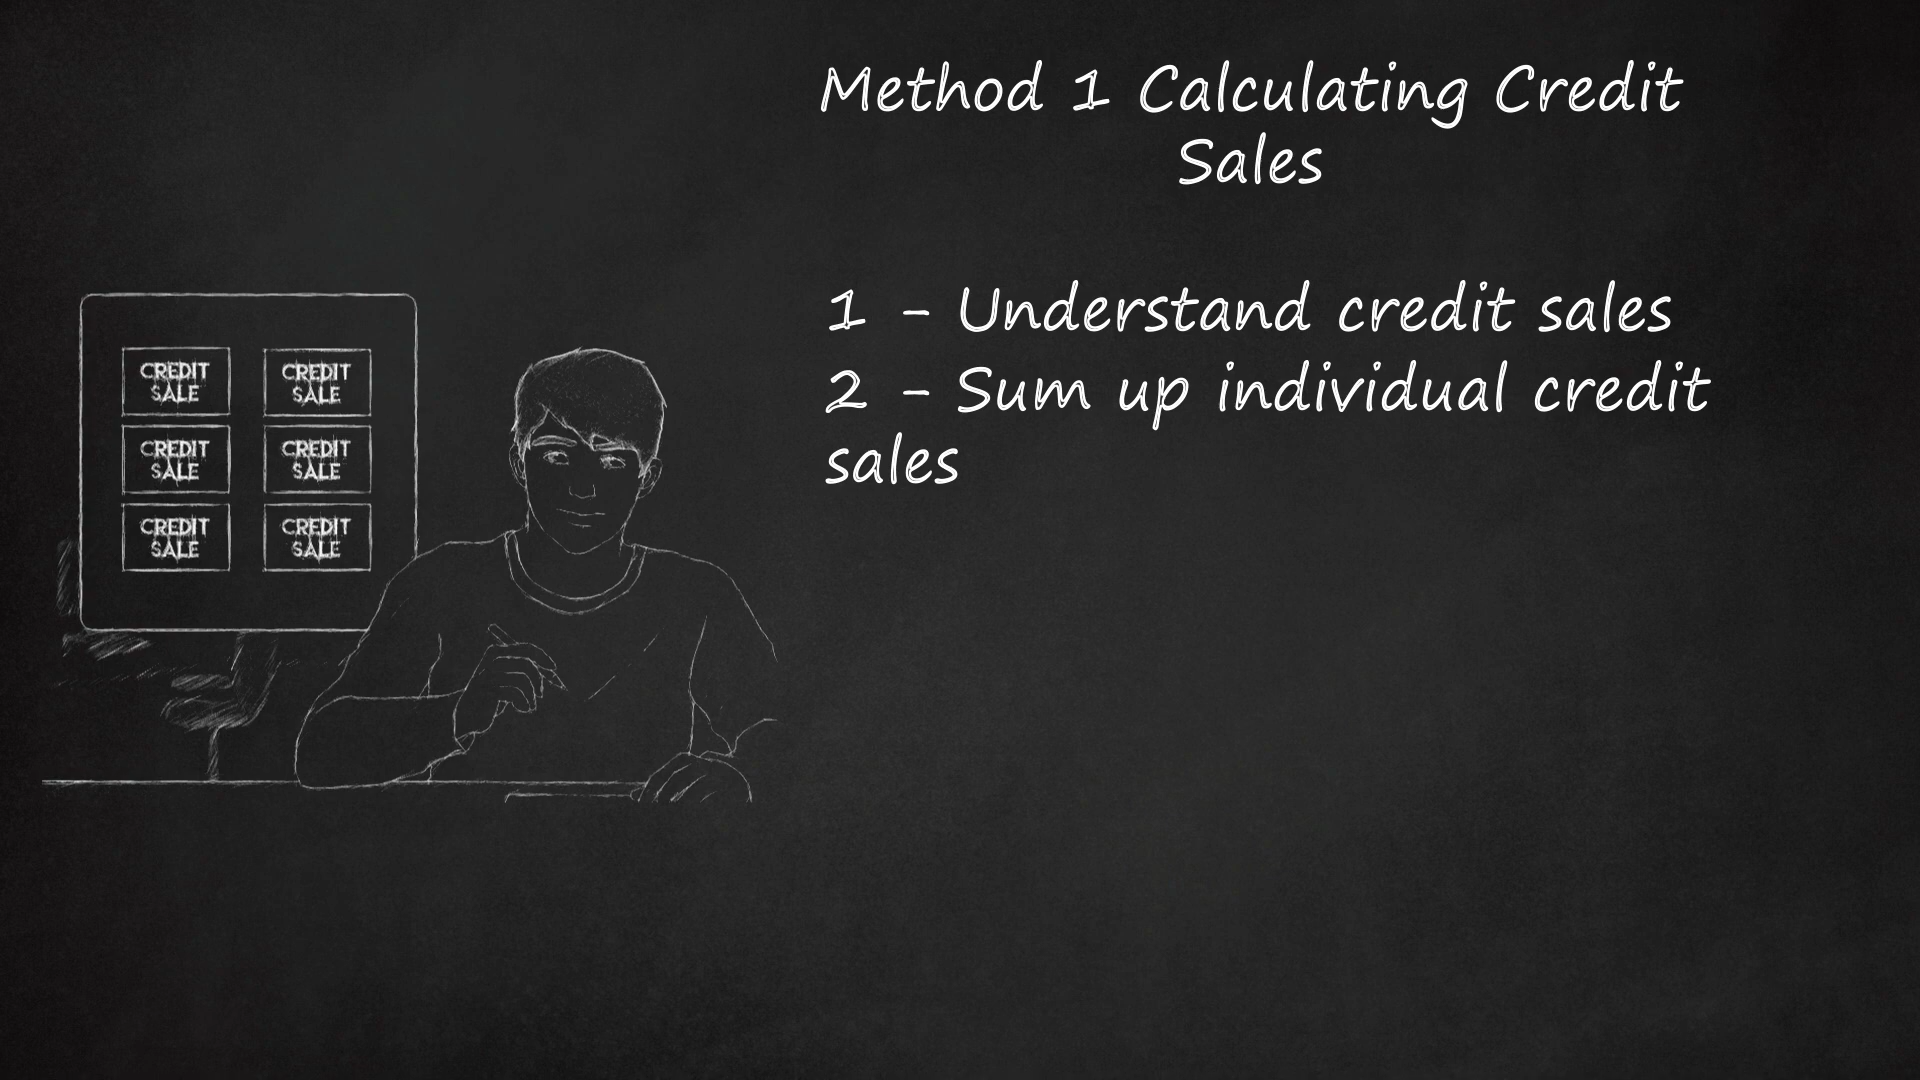 Method 1 Calculating Credit
Sales
1 - Understand credit sales
2 - Sum up individual credit
sales
CREDIT
SALE
CREDIT
SALE
CREDIT
SALE
CREDIT
SALE
CREDIT
SALE
CREDIT
SALE